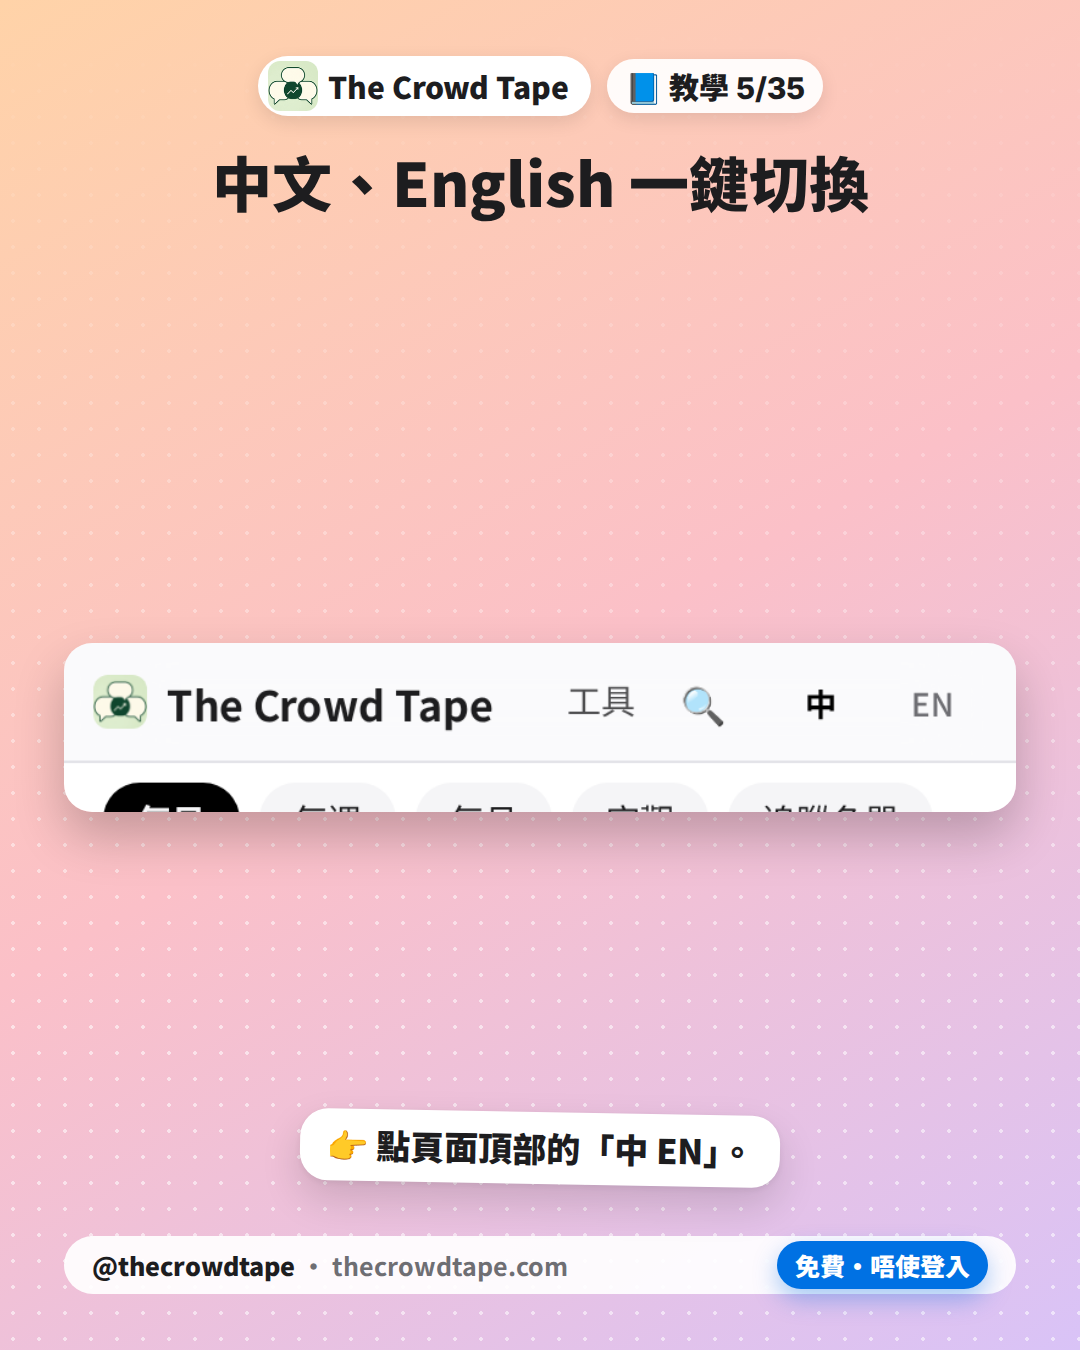 The Crowd Tape
教學 5/35
中文、English 一鍵切換
The Crowd Tape 工具 中 EN
點頁面頂部的「中 EN」。
@thecrowdtape · thecrowdtape.com
免費・唔使登入